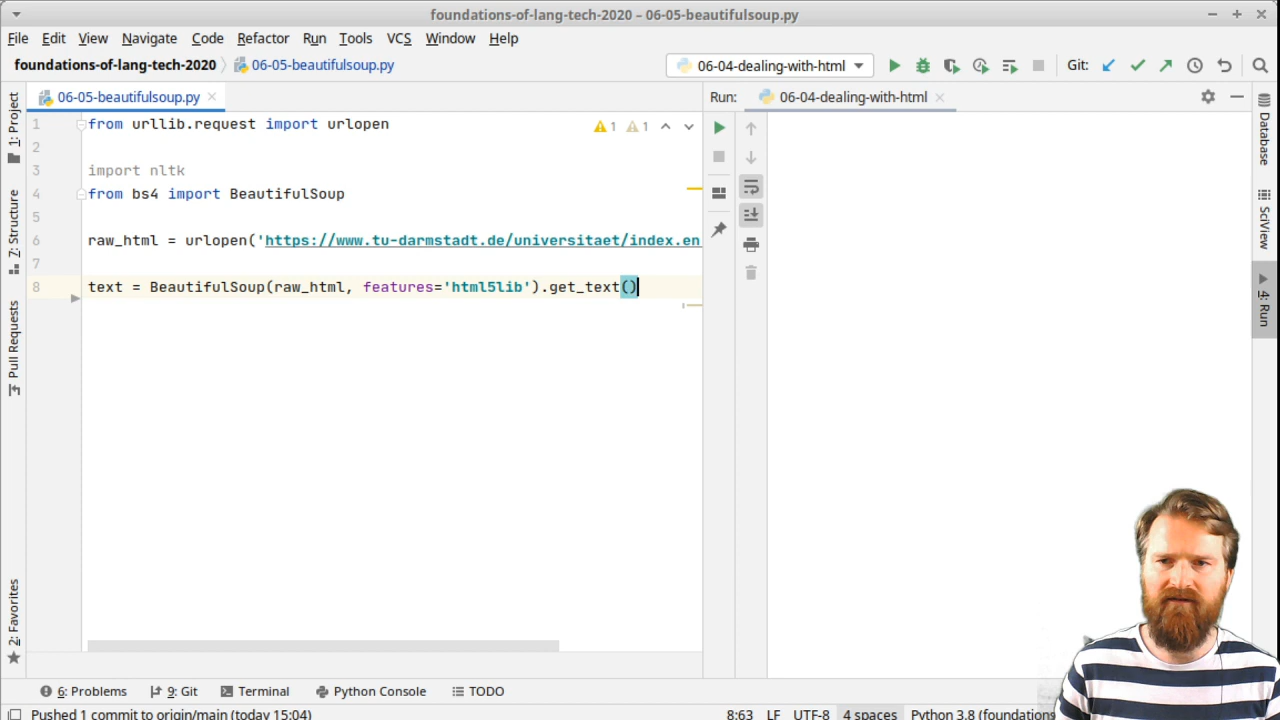 foundations-of-lang-tech-2020 – 06-05-beautifulsoup.py
File Edit View Navigate Code Refactor Run Tools VCS Window Help
foundations-of-lang-tech-2020 06-05-beautifulsoup.py 06-04-dealing-with-html Git:
06-05-beautifulsoup.py Run: 06-04-dealing-with-html
1 from urllib.request import urlopen 1 1
2
3 import nltk
4 from bs4 import BeautifulSoup
5
6 raw_html = urlopen('https://www.tu-darmstadt.de/universitaet/index.en
7
8 text = BeautifulSoup(raw_html, features='html5lib').get_text()
1: Project
7: Structure
Pull Requests
2: Favorites
Database
SciView
4: Run
6: Problems 9: Git Terminal Python Console TODO
Pushed 1 commit to origin/main (today 15:04) 8:63 LF UTF-8 4 spaces Python 3.8 (foundations